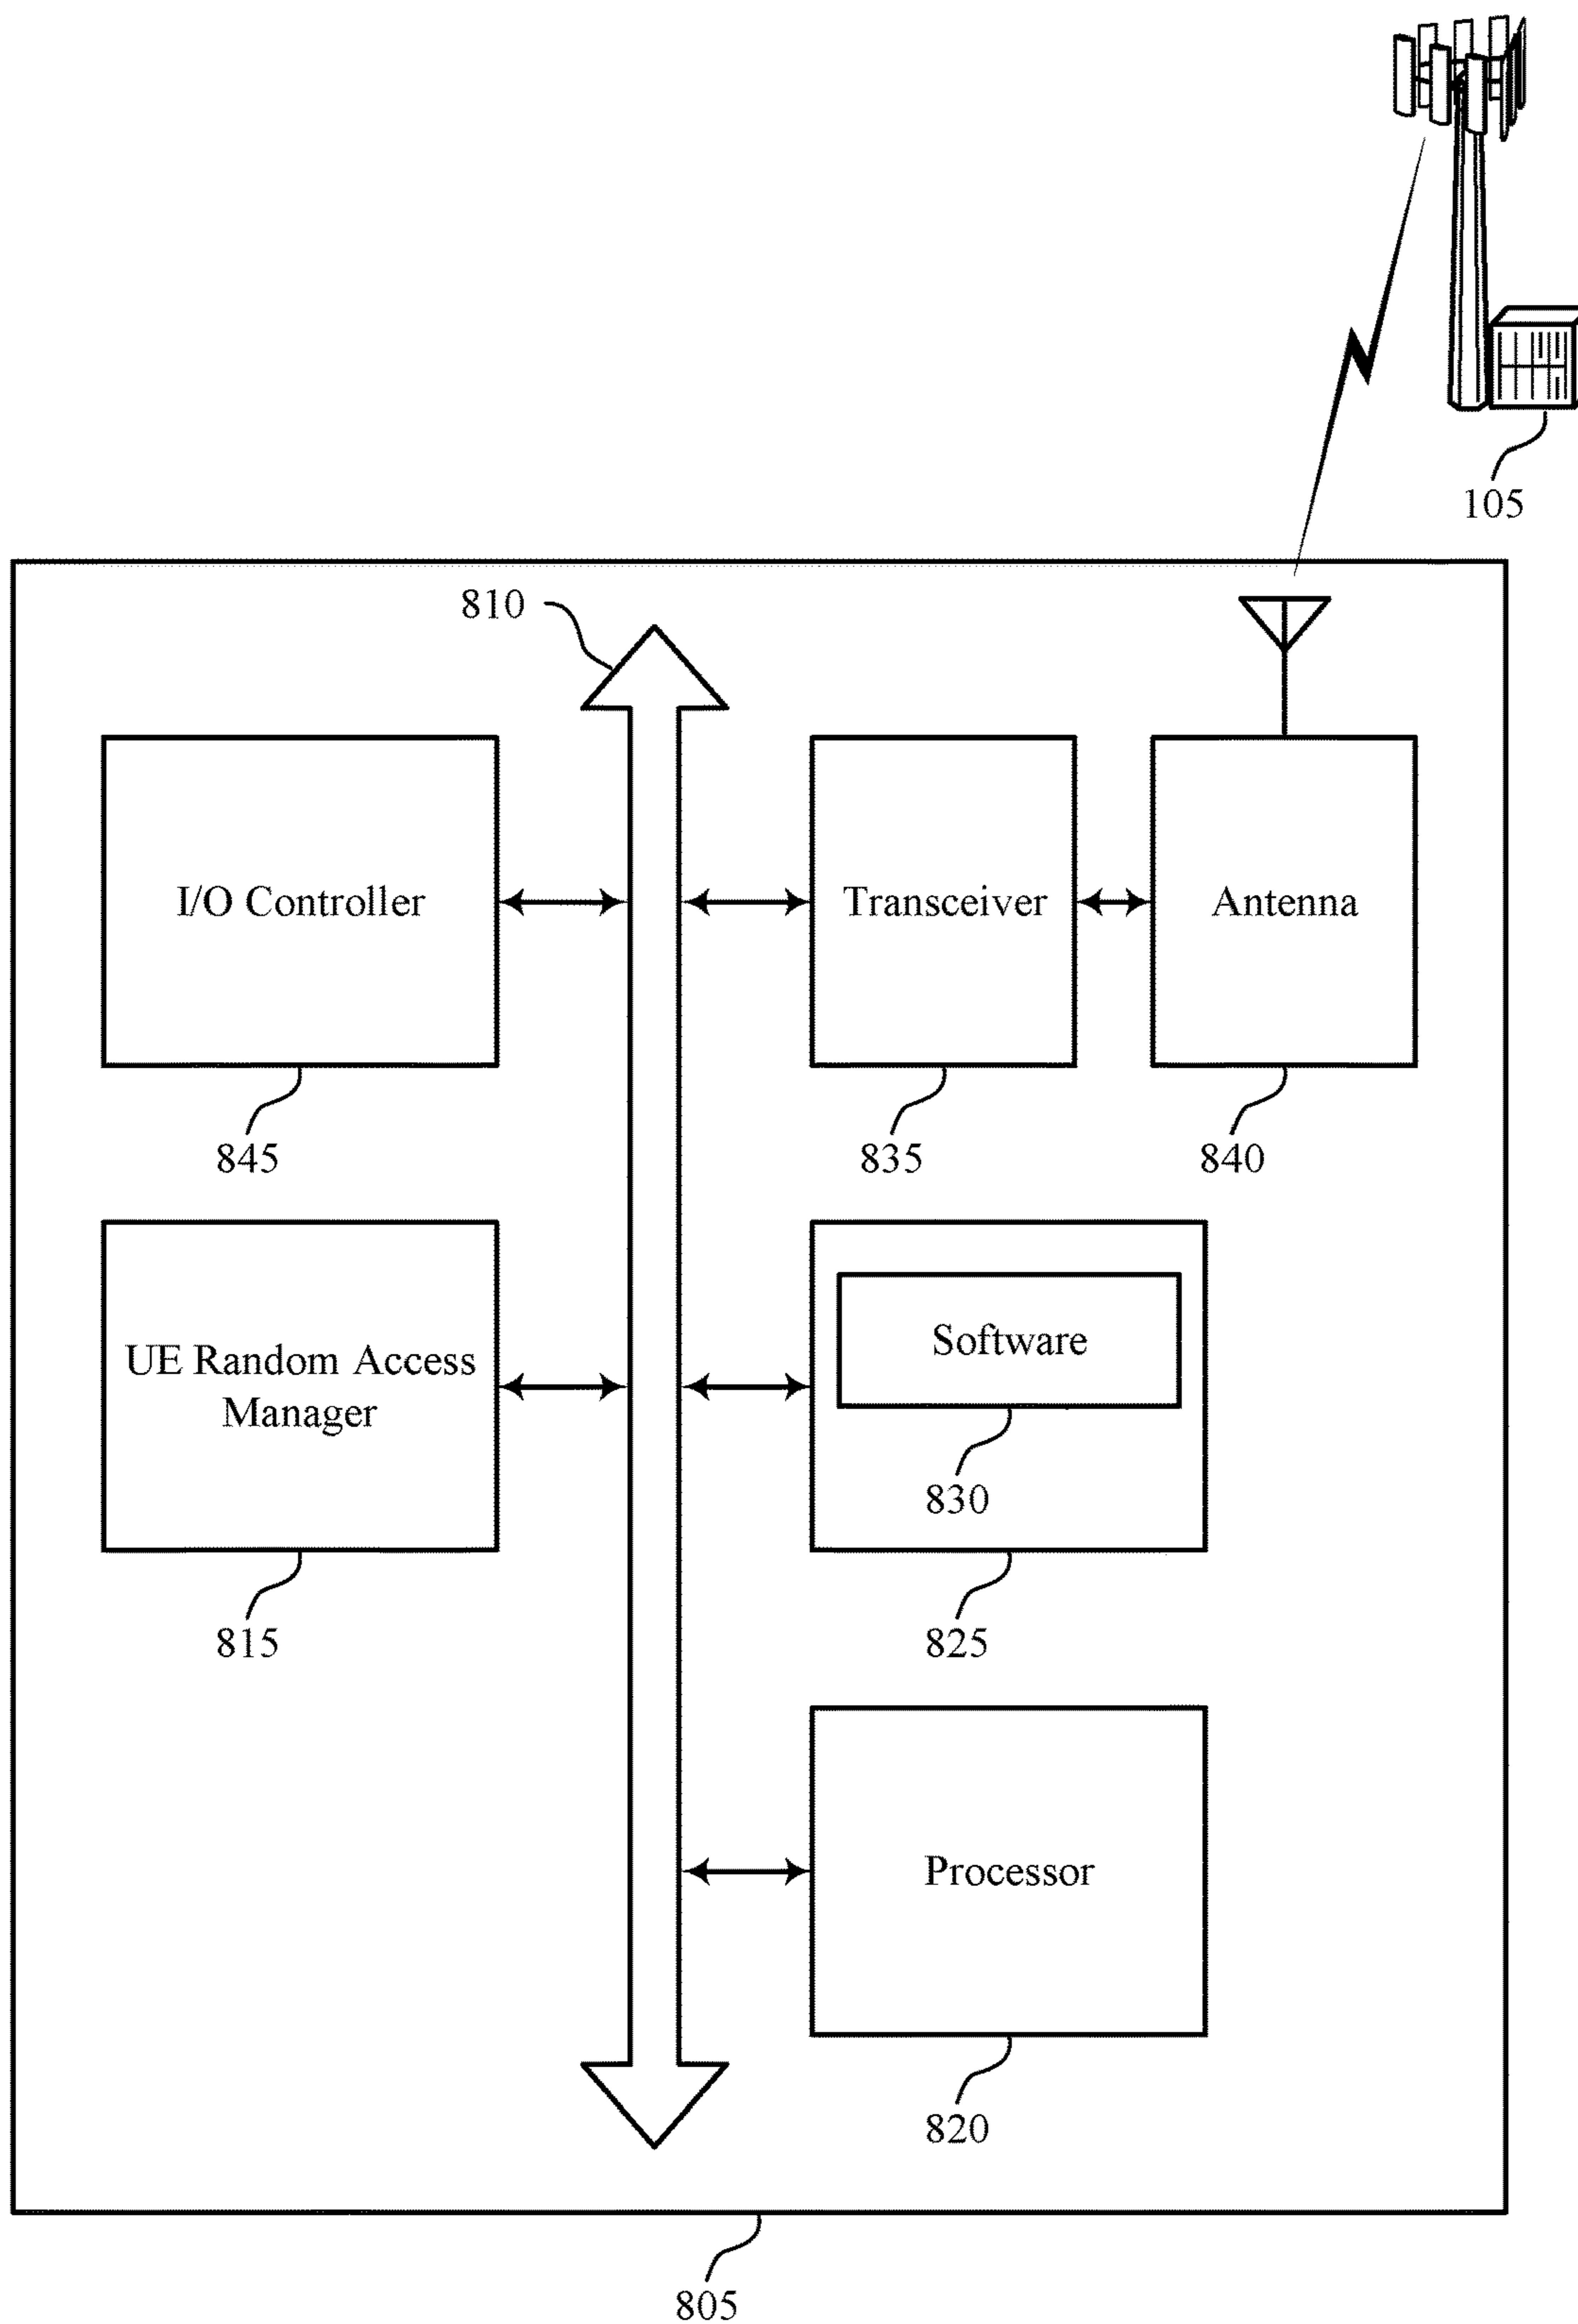 105
810
I/O Controller
Transceiver
Antenna
845
835
840
UE Random Access
Manager
Software
830
815
825
Processor
820
805